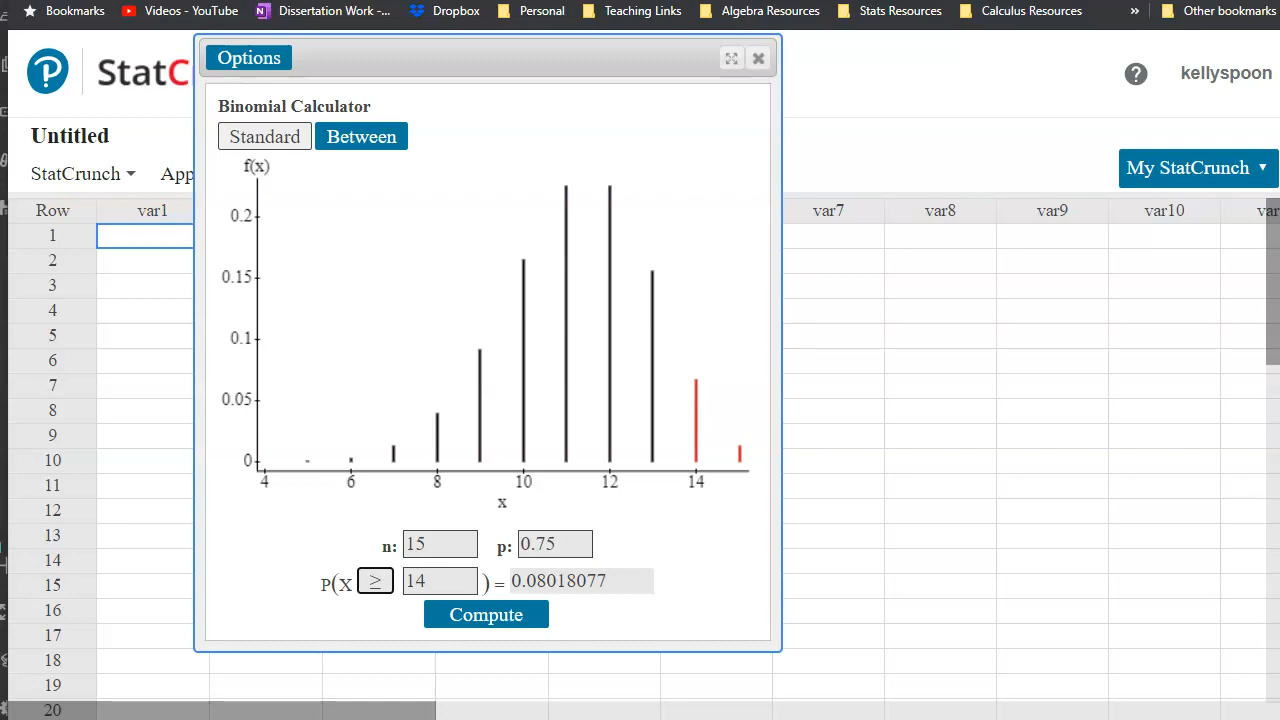 Bookmarks Videos - YouTube Dissertation Work -... Dropbox Personal Teaching Links Algebra Resources Stats Resources Calculus Resources » Other bookmarks
StatC
Options
kellyspoon
Binomial Calculator
Untitled
Standard Between
StatCrunch App
My StatCrunch
f(x)
Row var1 var7 var8 var9 var10
0.2
0.15
0.1
0.05
0
4 6 8 10 12 14
x
n: 15 p: 0.75
P(X ≥ 14 ) = 0.08018077
Compute
1
2
3
4
5
6
7
8
9
10
11
12
13
14
15
16
17
18
19
20